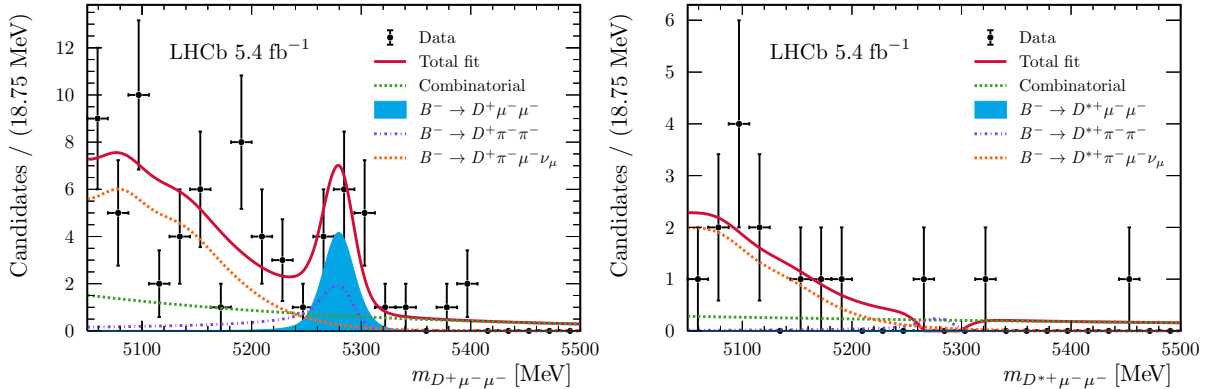 Candidates / (18.75 MeV)
12
10
8
6
4
2
0
LHCb 5.4 fb⁻¹
Data
Total fit
Combinatorial
B⁻ → D⁺μ⁻μ⁻
B⁻ → D⁺π⁻π⁻
B⁻ → D⁺π⁻μ⁻ν_μ
5100 5200 5300 5400 5500
m_{D⁺μ⁻μ⁻} [MeV]
Candidates / (18.75 MeV)
6
5
4
3
2
1
0
LHCb 5.4 fb⁻¹
Data
Total fit
Combinatorial
B⁻ → D*⁺μ⁻μ⁻
B⁻ → D*⁺π⁻π⁻
B⁻ → D*⁺π⁻μ⁻ν_μ
5100 5200 5300 5400 5500
m_{D*⁺μ⁻μ⁻} [MeV]